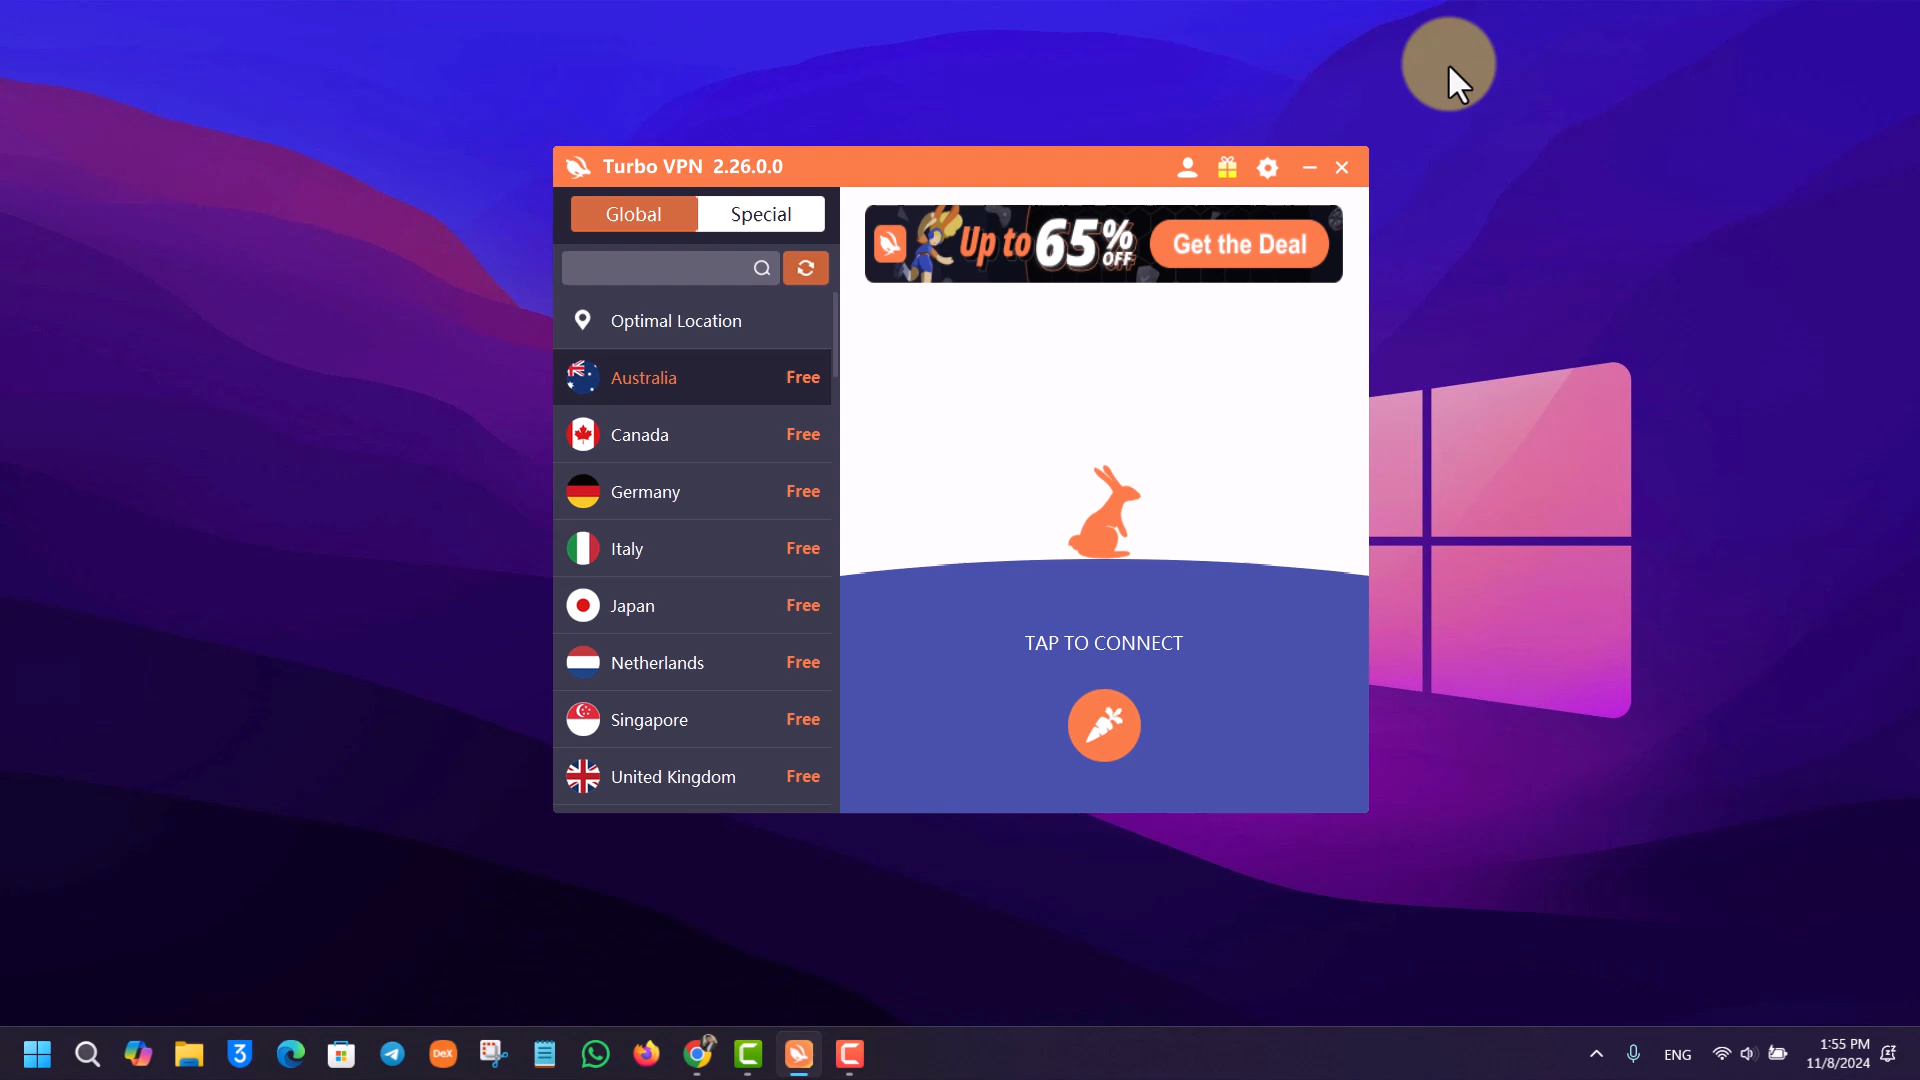 Turbo VPN 2.26.0.0
Global
Special
Up to 65% OFF
Get the Deal
Optimal Location
Australia Free
Canada Free
Germany Free
Italy Free
Japan Free
Netherlands Free
Singapore Free
United Kingdom Free
TAP TO CONNECT
3
DeX
ENG
1:55 PM
11/8/2024